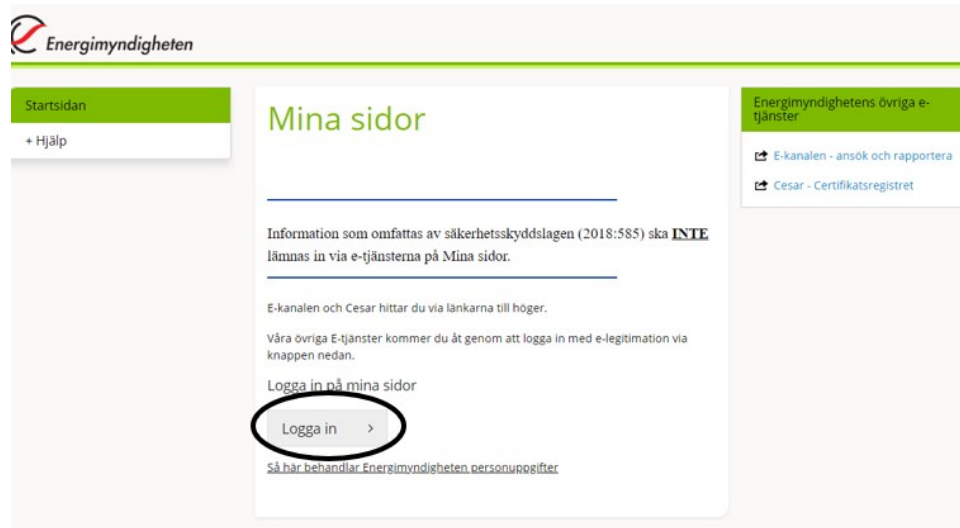 Energimyndigheten
Startsidan
+ Hjälp
Mina sidor
Information som omfattas av säkerhetsskyddslagen (2018:585) ska INTE
lämnas in via e-tjänsterna på Mina sidor.
E-kanalen och Cesar hittar du via länkarna till höger.
Våra övriga E-tjänster kommer du åt genom att logga in med e-legitimation via
knappen nedan.
Logga in på mina sidor
Logga in >
Så här behandlar Energimyndigheten personuppgifter
Energimyndighetens övriga e-
tjänster
E-kanalen - ansök och rapportera
Cesar - Certifikatsregistret